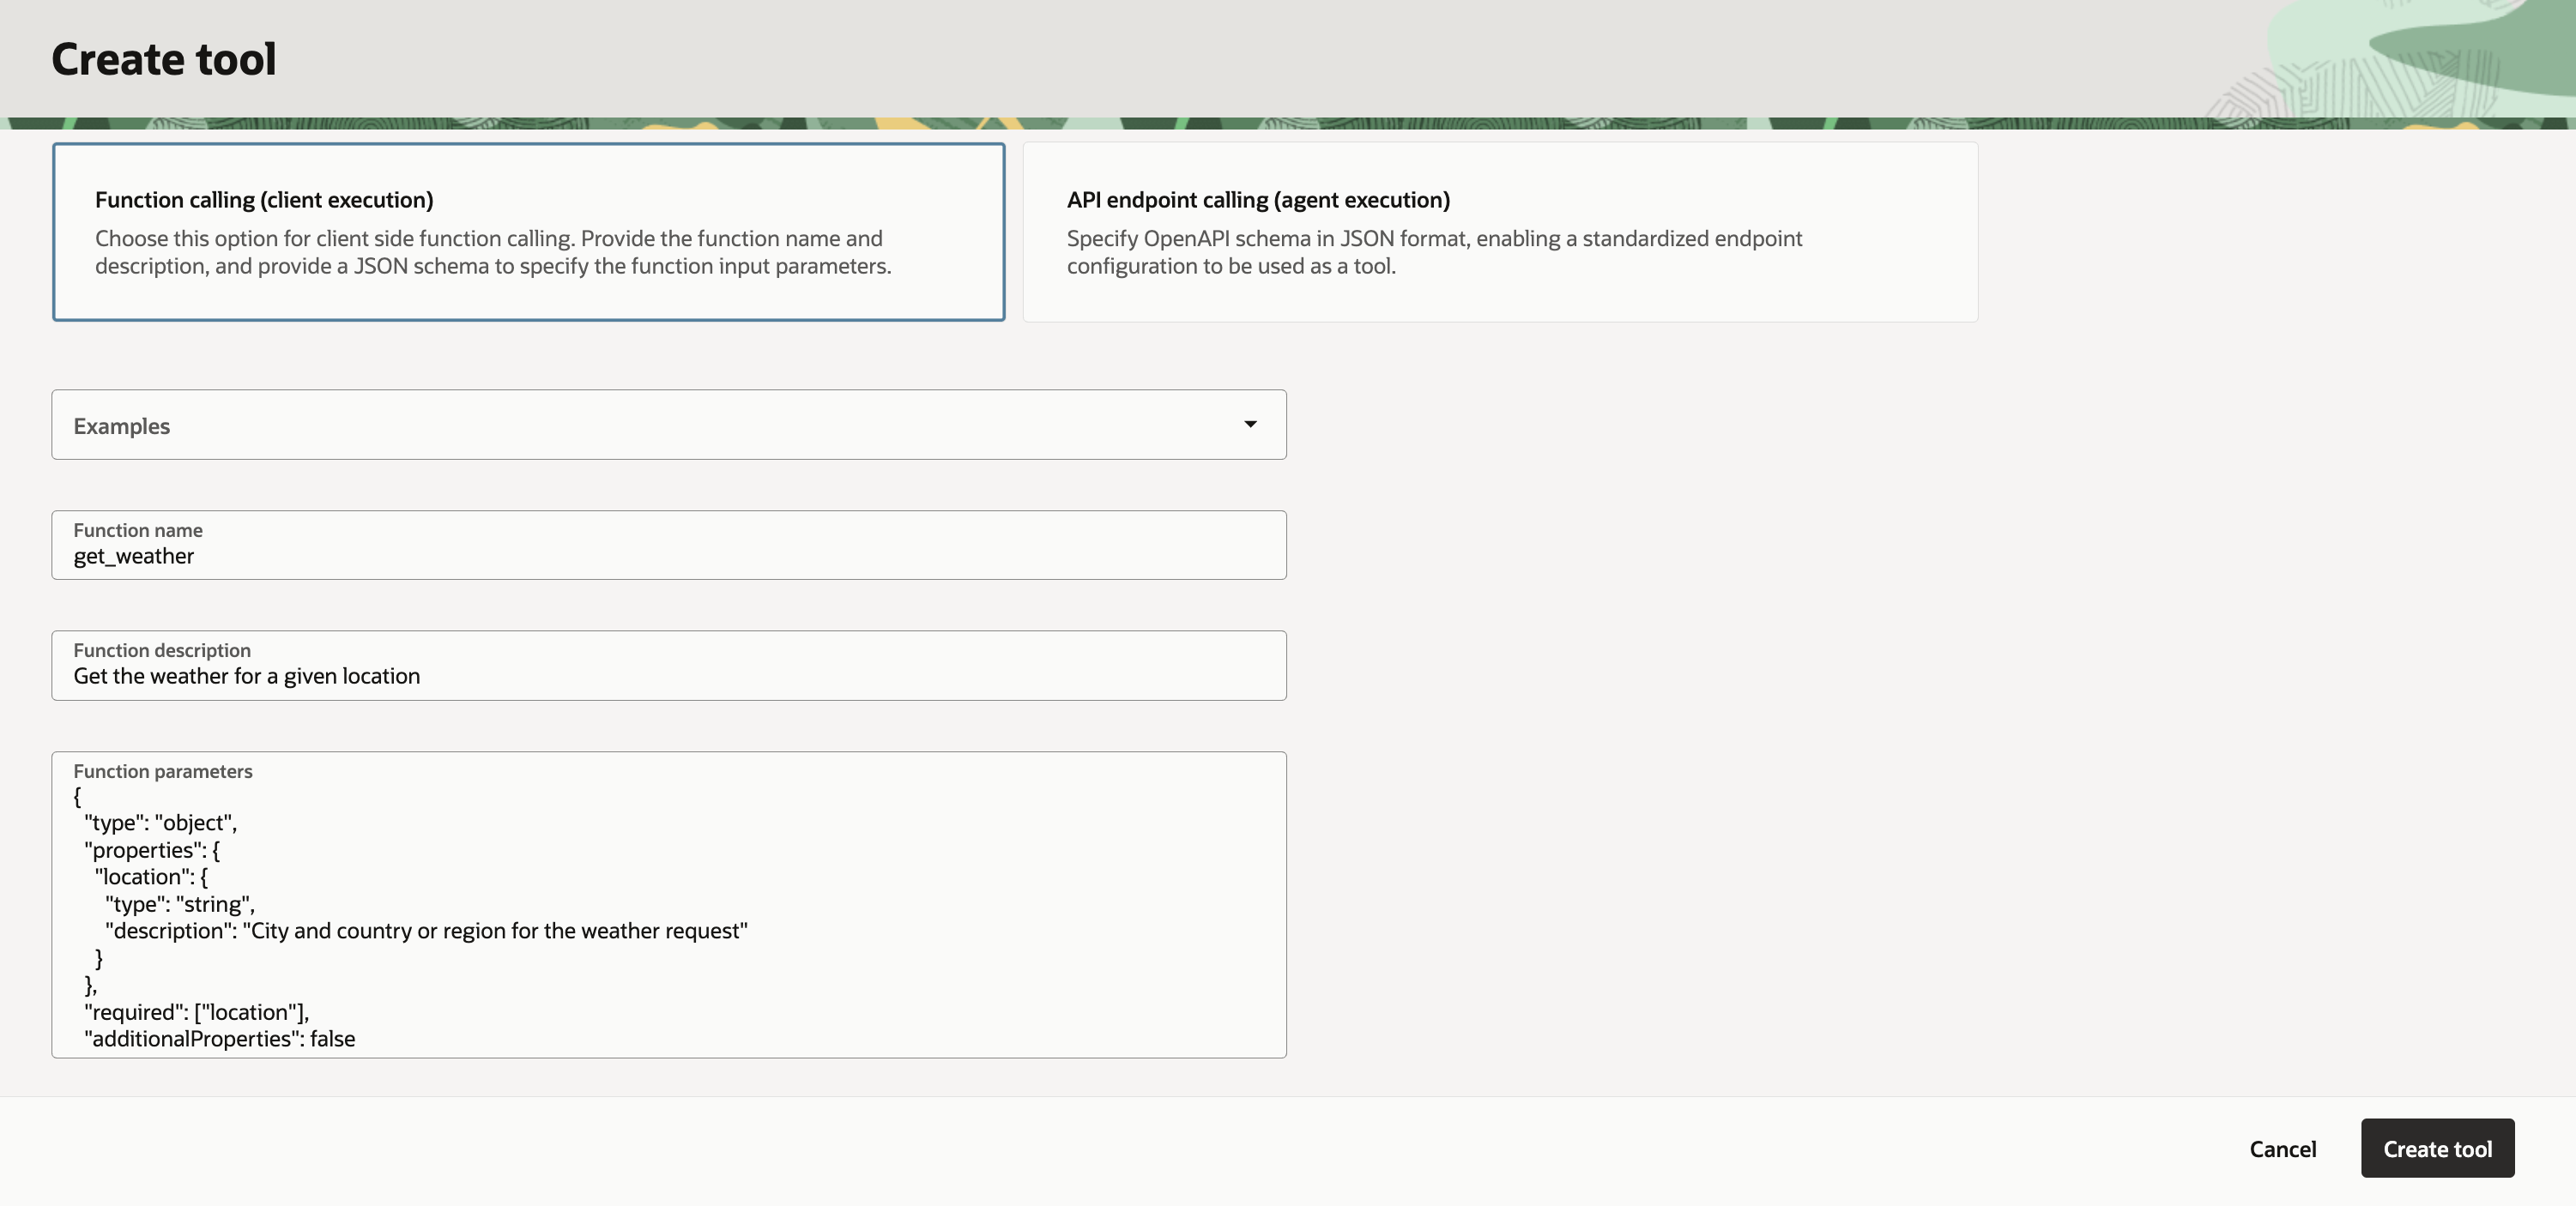 Create tool
Function calling (client execution)
Choose this option for client side function calling. Provide the function name and
description, and provide a JSON schema to specify the function input parameters.
API endpoint calling (agent execution)
Specify OpenAPI schema in JSON format, enabling a standardized endpoint
configuration to be used as a tool.
Examples
Function name
get_weather
Function description
Get the weather for a given location
Function parameters
{
"type": "object",
"properties": {
"location": {
"type": "string",
"description": "City and country or region for the weather request"
}
},
"required": ["location"],
"additionalProperties": false
Cancel
Create tool